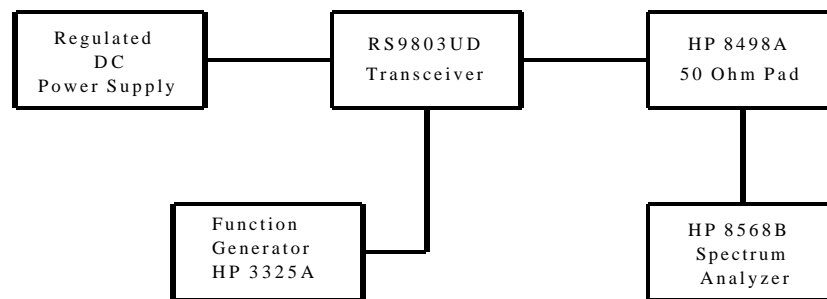 Regulated
DC
Power Supply
RS9803UD
Transceiver
HP 8498A
50 Ohm Pad
Function
Generator
HP 3325A
HP 8568B
Spectrum
Analyzer